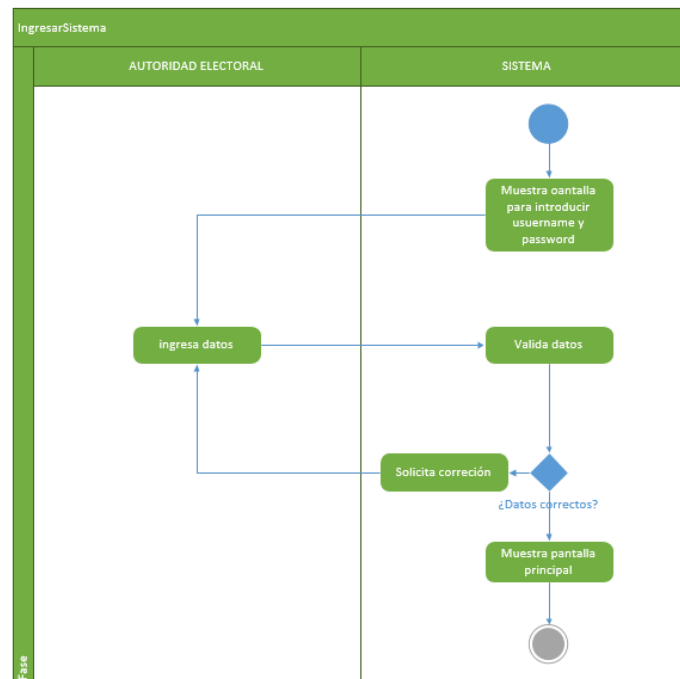 IngresarSistema
AUTORIDAD ELECTORAL
SISTEMA
Muestra oantalla
para introducir
usuername y
password
ingresa datos
Valida datos
Solicita correción
¿Datos correctos?
Muestra pantalla
principal
Fase